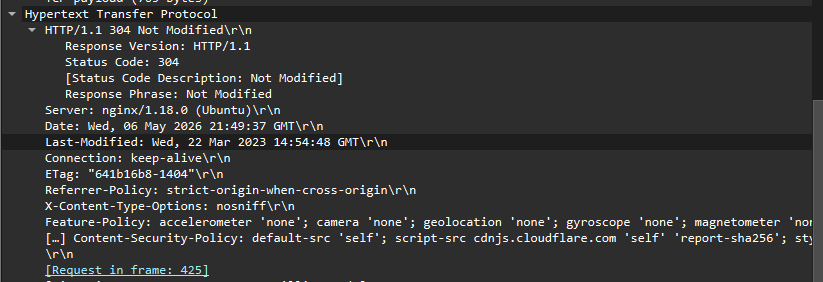 Hypertext Transfer Protocol
HTTP/1.1 304 Not Modified\r\n
Response Version: HTTP/1.1
Status Code: 304
[Status Code Description: Not Modified]
Response Phrase: Not Modified
Server: nginx/1.18.0 (Ubuntu)\r\n
Date: Wed, 06 May 2026 21:49:37 GMT\r\n
Last-Modified: Wed, 22 Mar 2023 14:54:48 GMT\r\n
Connection: keep-alive\r\n
ETag: "641b16b8-1404"\r\n
Referrer-Policy: strict-origin-when-cross-origin\r\n
X-Content-Type-Options: nosniff\r\n
Feature-Policy: accelerometer 'none'; camera 'none'; geolocation 'none'; gyroscope 'none'; magnetometer 'non
[…] Content-Security-Policy: default-src 'self'; script-src cdnjs.cloudflare.com 'self' 'report-sha256'; sty
\r\n
[Request in frame: 425]